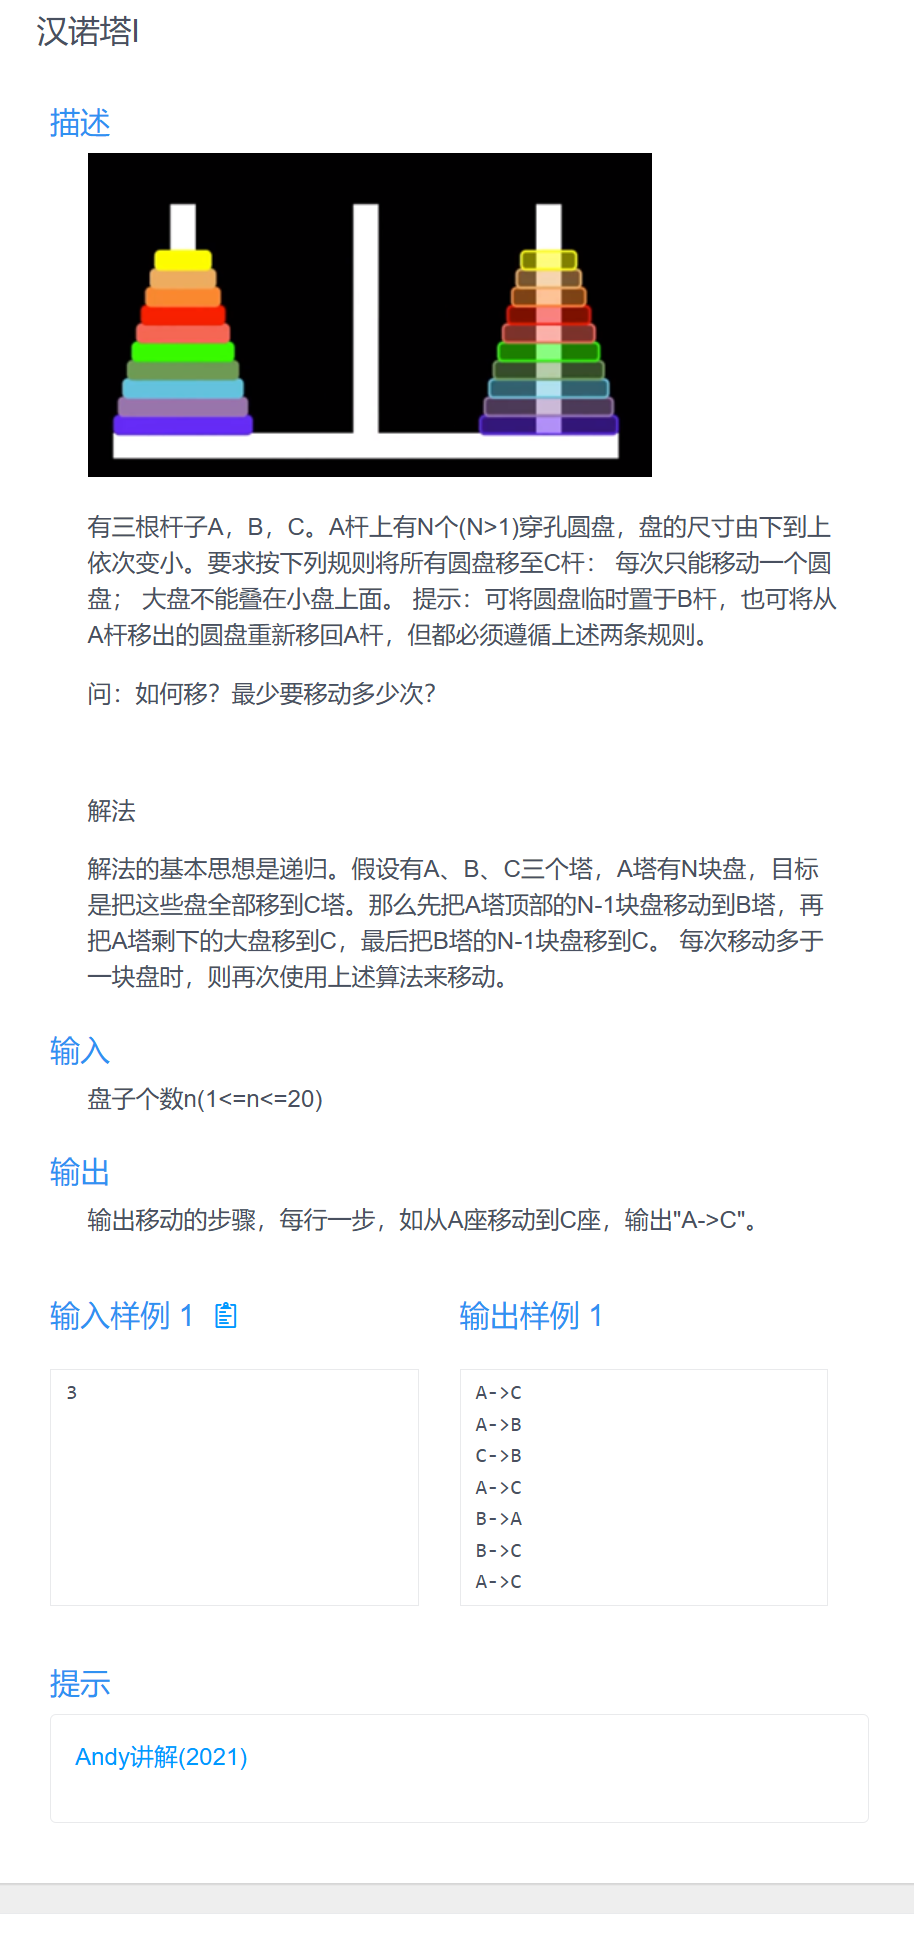 汉诺塔I
描述
有三根杆子A，B，C。A杆上有N个(N>1)穿孔圆盘，盘的尺寸由下到上
依次变小。要求按下列规则将所有圆盘移至C杆： 每次只能移动一个圆
盘； 大盘不能叠在小盘上面。 提示：可将圆盘临时置于B杆，也可将从
A杆移出的圆盘重新移回A杆，但都必须遵循上述两条规则。
问：如何移？最少要移动多少次？
解法
解法的基本思想是递归。假设有A、B、C三个塔，A塔有N块盘，目标
是把这些盘全部移到C塔。那么先把A塔顶部的N-1块盘移动到B塔，再
把A塔剩下的大盘移到C，最后把B塔的N-1块盘移到C。 每次移动多于
一块盘时，则再次使用上述算法来移动。
输入
盘子个数n(1<=n<=20)
输出
输出移动的步骤，每行一步，如从A座移动到C座，输出"A->C"。
输入样例 1
3
输出样例 1
A->C
A->B
C->B
A->C
B->A
B->C
A->C
提示
Andy讲解(2021)